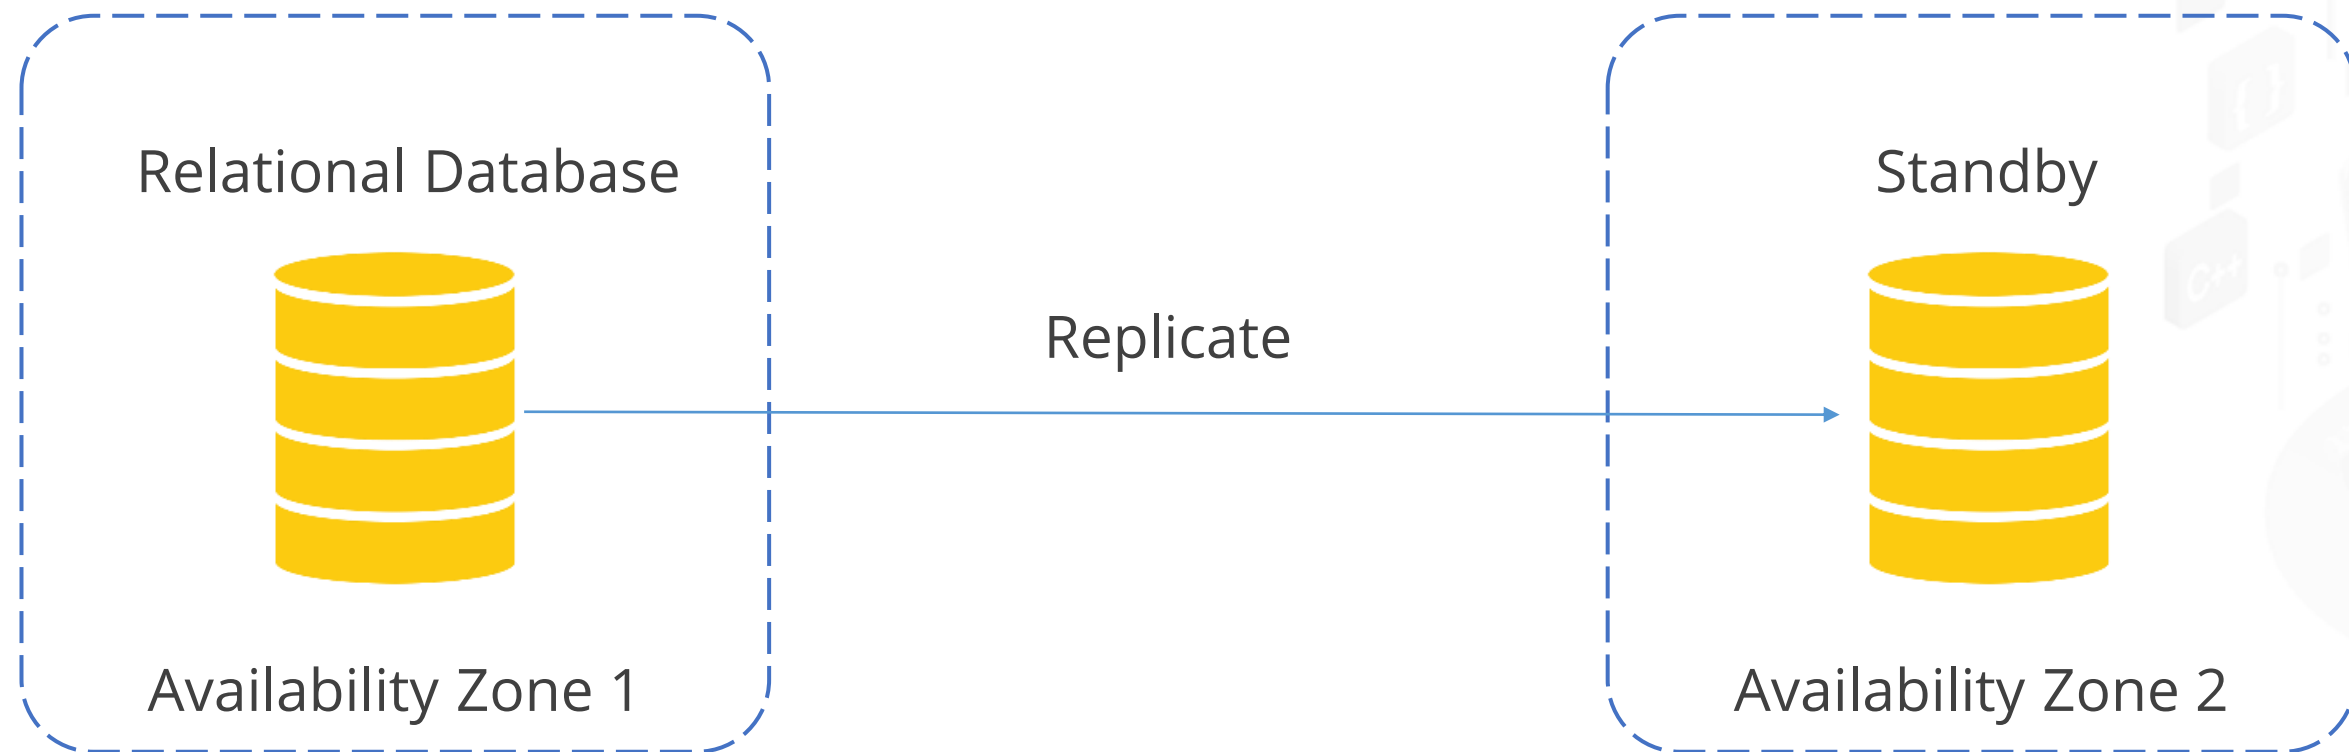 Relational Database
Standby
Replicate
Availability Zone 1
Availability Zone 2
{ }
C++